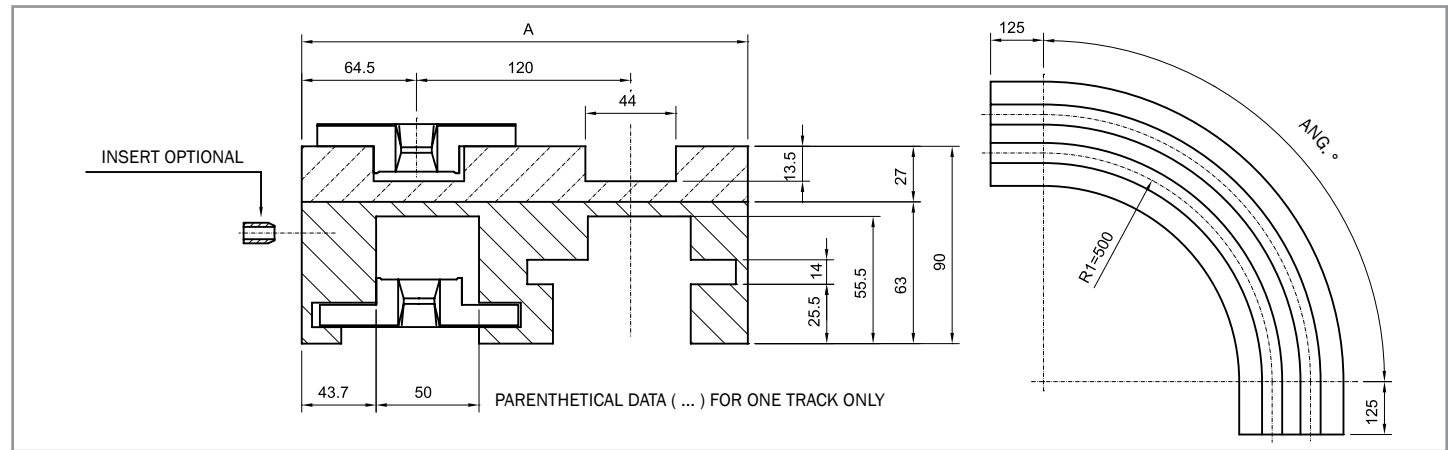 A
125
64.5
120
44
INSERT OPTIONAL
13.5
27
ANG. °
R1=500
14
25.5
55.5
63
90
43.7
50
PARENTHETICAL DATA ( ... ) FOR ONE TRACK ONLY
125